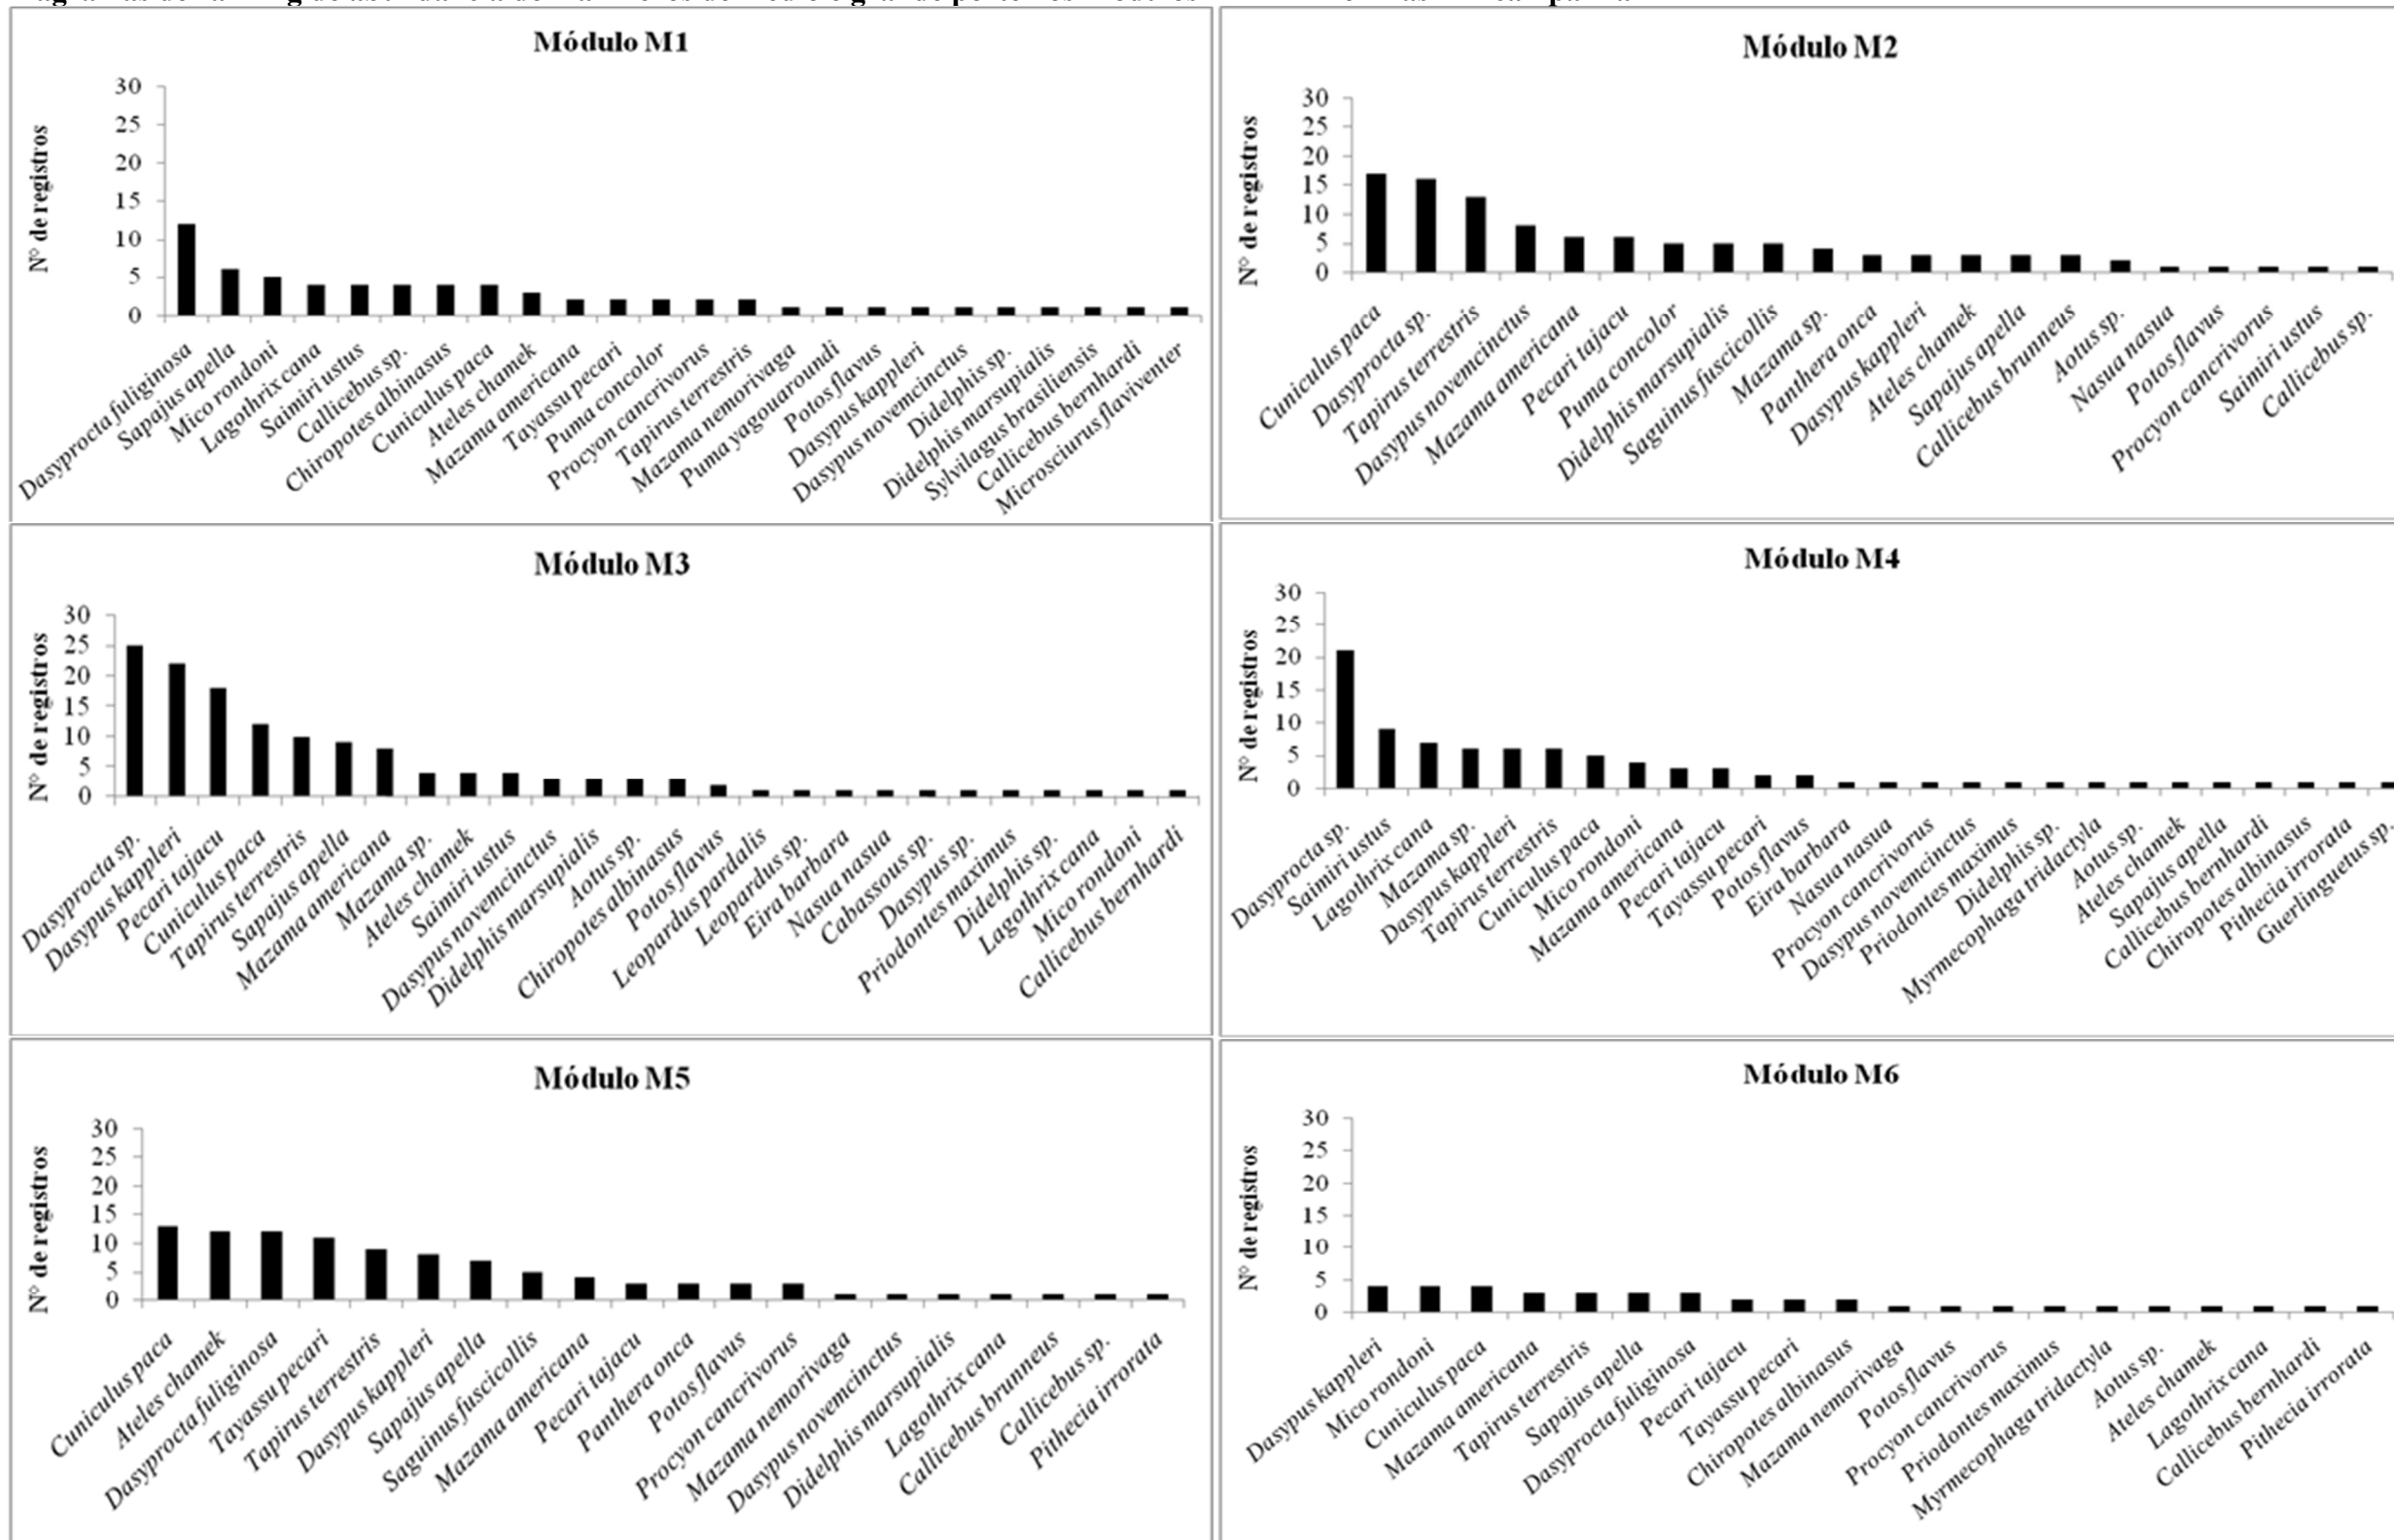 Módulo M1
N° de registros
30
25
20
15
10
5
0
Dasyprocta fuliginosa
Sapajus apella
Mico rondoni
Lagothrix cana
Saimiri ustus
Callicebus sp.
Chiropotes albinasus
Cuniculus paca
Ateles chamek
Mazama americana
Tayassu pecari
Puma concolor
Procyon cancrivorus
Tapirus terrestris
Mazama nemorivaga
Puma yagouaroundi
Potos flavus
Dasypus kappleri
Dasypus novemcinctus
Didelphis sp.
Didelphis marsupialis
Sylvilagus brasiliensis
Callicebus bernhardi
Microsciurus flaviventer
Módulo M2
N° de registros
30
25
20
15
10
5
0
Cuniculus paca
Dasyprocta sp.
Tapirus terrestris
Dasypus novemcinctus
Mazama americana
Pecari tajacu
Puma concolor
Didelphis marsupialis
Saguinus fuscicollis
Mazama sp.
Panthera onca
Dasypus kappleri
Ateles chamek
Sapajus apella
Callicebus brunneus
Aotus sp.
Nasua nasua
Potos flavus
Procyon cancrivorus
Saimiri ustus
Callicebus sp.
Módulo M3
N° de registros
30
25
20
15
10
5
0
Dasyprocta sp.
Dasypus kappleri
Pecari tajacu
Cuniculus paca
Tapirus terrestris
Sapajus apella
Mazama americana
Mazama sp.
Ateles chamek
Saimiri ustus
Dasypus novemcinctus
Didelphis marsupialis
Aotus sp.
Chiropotes albinasus
Potos flavus
Leopardus pardalis
Leopardus sp.
Eira barbara
Nasua nasua
Cabassous sp.
Dasypus sp.
Priodontes maximus
Didelphis sp.
Lagothrix cana
Mico rondoni
Callicebus bernhardi
Módulo M4
N° de registros
30
25
20
15
10
5
0
Dasyprocta sp.
Saimiri ustus
Lagothrix cana
Mazama sp.
Dasypus kappleri
Tapirus terrestris
Cuniculus paca
Mico rondoni
Mazama americana
Pecari tajacu
Tayassu pecari
Potos flavus
Eira barbara
Nasua nasua
Procyon cancrivorus
Dasypus novemcinctus
Priodontes maximus
Didelphis sp.
Myrmecophaga tridactyla
Aotus sp.
Ateles chamek
Sapajus apella
Callicebus bernhardi
Chiropotes albinasus
Pithecia irrorata
Guerlinguetus sp.
Módulo M5
N° de registros
30
25
20
15
10
5
0
Cuniculus paca
Ateles chamek
Dasyprocta fuliginosa
Tayassu pecari
Tapirus terrestris
Dasypus kappleri
Sapajus apella
Saguinus fuscicollis
Mazama americana
Pecari tajacu
Panthera onca
Potos flavus
Procyon cancrivorus
Mazama nemorivaga
Dasypus novemcinctus
Didelphis marsupialis
Lagothrix cana
Callicebus brunneus
Callicebus sp.
Pithecia irrorata
Módulo M6
N° de registros
30
25
20
15
10
5
0
Dasypus kappleri
Mico rondoni
Cuniculus paca
Mazama americana
Tapirus terrestris
Sapajus apella
Dasyprocta fuliginosa
Pecari tajacu
Tayassu pecari
Chiropotes albinasus
Mazama nemorivaga
Potos flavus
Procyon cancrivorus
Priodontes maximus
Myrmecophaga tridactyla
Aotus sp.
Ateles chamek
Lagothrix cana
Callicebus bernhardi
Pithecia irrorata